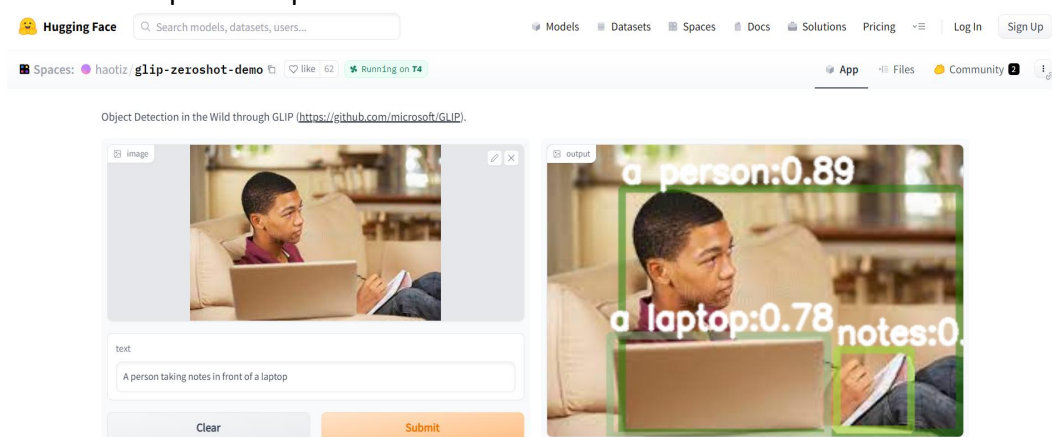 Hugging Face
Search models, datasets, users...
Models
Datasets
Spaces
Docs
Solutions
Pricing
Log In
Sign Up
Spaces:
haotiz/glip-zeroshot-demo
like 62
Running on T4
App
Files
Community 2
Object Detection in the Wild through GLIP (https://github.com/microsoft/GLIP).
image
text
A person taking notes in front of a laptop
Clear
Submit
output
a person:0.89
a laptop:0.78
notes:0.